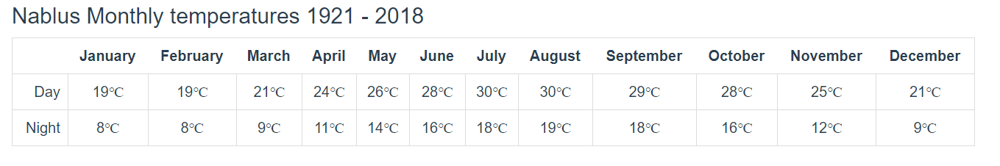 Nablus Monthly temperatures 1921 - 2018
January February March April May June July August September October November December
Day 19°C 19°C 21°C 24°C 26°C 28°C 30°C 30°C 29°C 28°C 25°C 21°C
Night 8°C 8°C 9°C 11°C 14°C 16°C 18°C 19°C 18°C 16°C 12°C 9°C